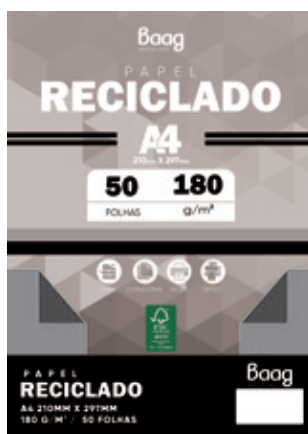 Baag
PAPEL
RECICLADO
A4
210mm X 297mm
50 180
FOLHAS g/m²
FSC
PAPEL
RECICLADO
Baag
A4 210MM X 297MM
180 G/M² / 50 FOLHAS